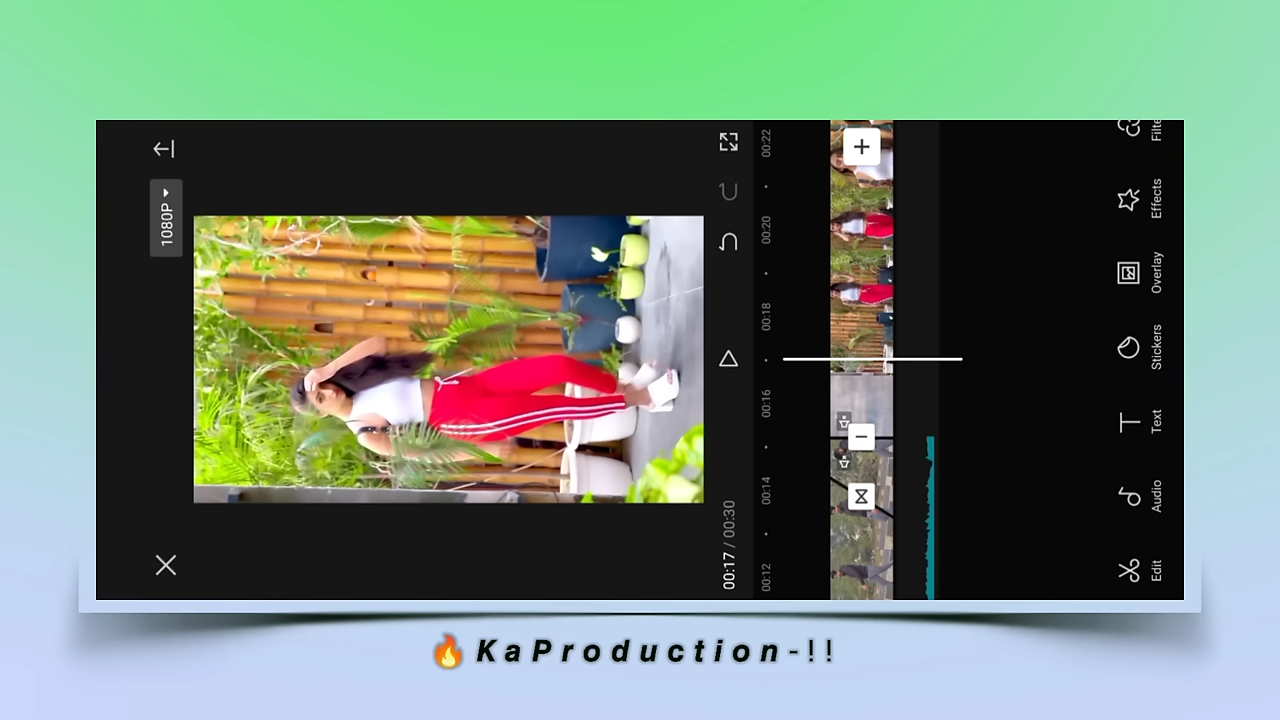 1080P
00:17 / 00:30
00:12
00:14
00:16
00:18
00:20
00:22
Edit
Audio
Text
Stickers
Overlay
Effects
Filte
🔥KaProduction-!!